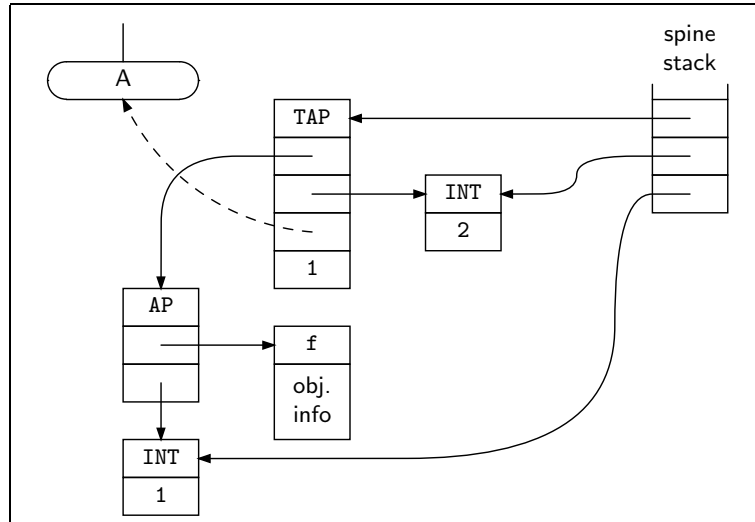 spine
stack
A
TAP
INT
2
1
AP
f
obj.
info
INT
1